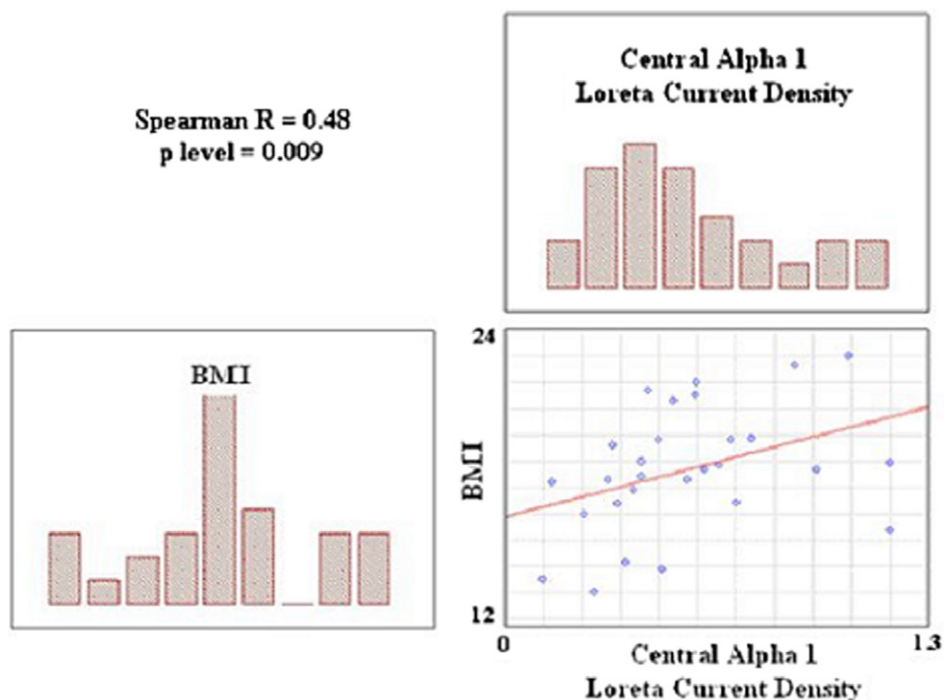 Central Alpha 1
Loreta Current Density
Spearman R = 0.48
p level = 0.009
BMI
24
BMI
12
0
1.3
Central Alpha 1
Loreta Current Density